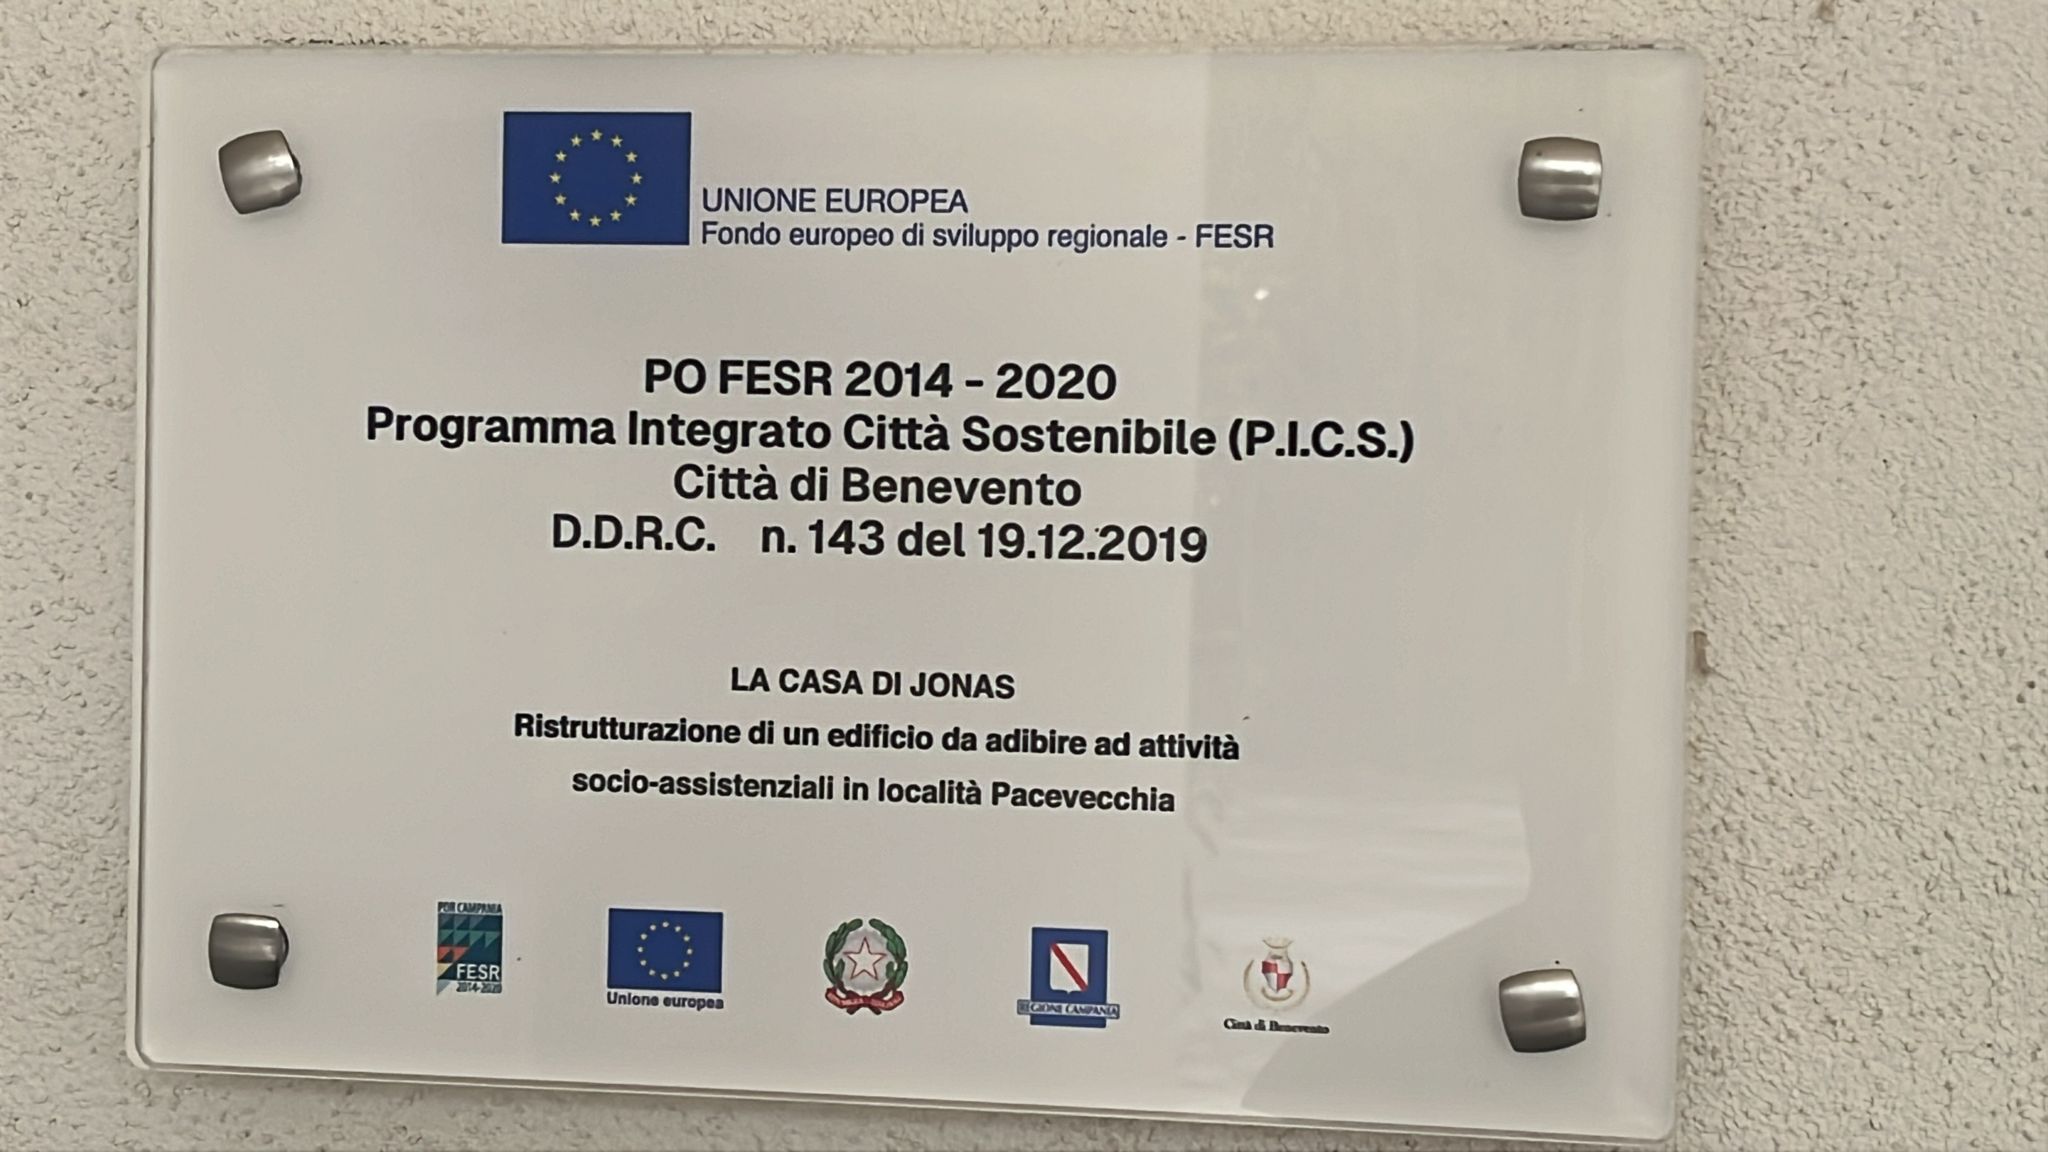 UNIONE EUROPEA
Fondo europeo di sviluppo regionale - FESR
PO FESR 2014 - 2020
Programma Integrato Città Sostenibile (P.I.C.S.)
Città di Benevento
D.D.R.C. n. 143 del 19.12.2019
LA CASA DI JONAS
Ristrutturazione di un edificio da adibire ad attività
socio-assistenziali in località Pacevecchia
POR CAMPANIA
FESR
2014-2020
Unione europea
REGIONE CAMPANIA
Città di Benevento